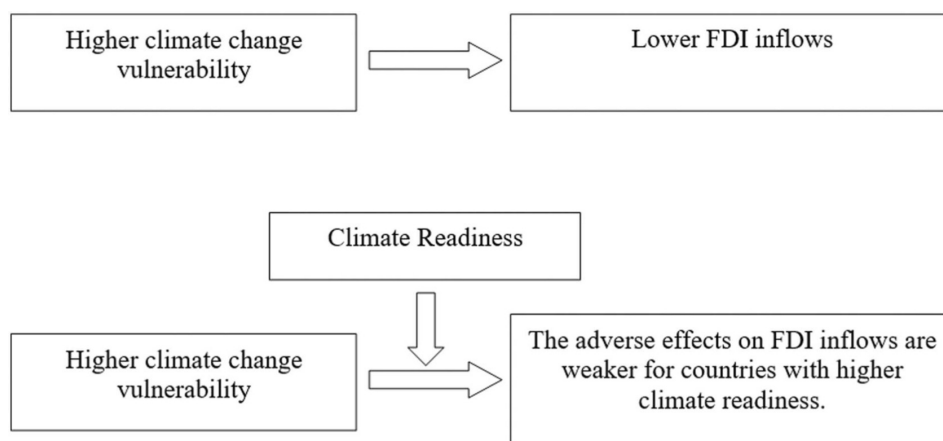 Higher climate change
vulnerability
Lower FDI inflows
Climate Readiness
Higher climate change
vulnerability
The adverse effects on FDI inflows are
weaker for countries with higher
climate readiness.